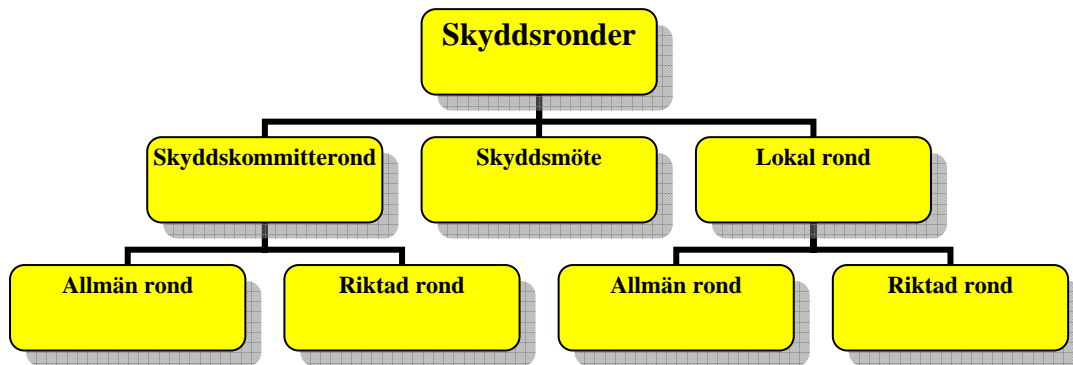 Skyddsronder
Skyddskommitterond
Skyddsmöte
Lokal rond
Allmän rond
Riktad rond
Allmän rond
Riktad rond